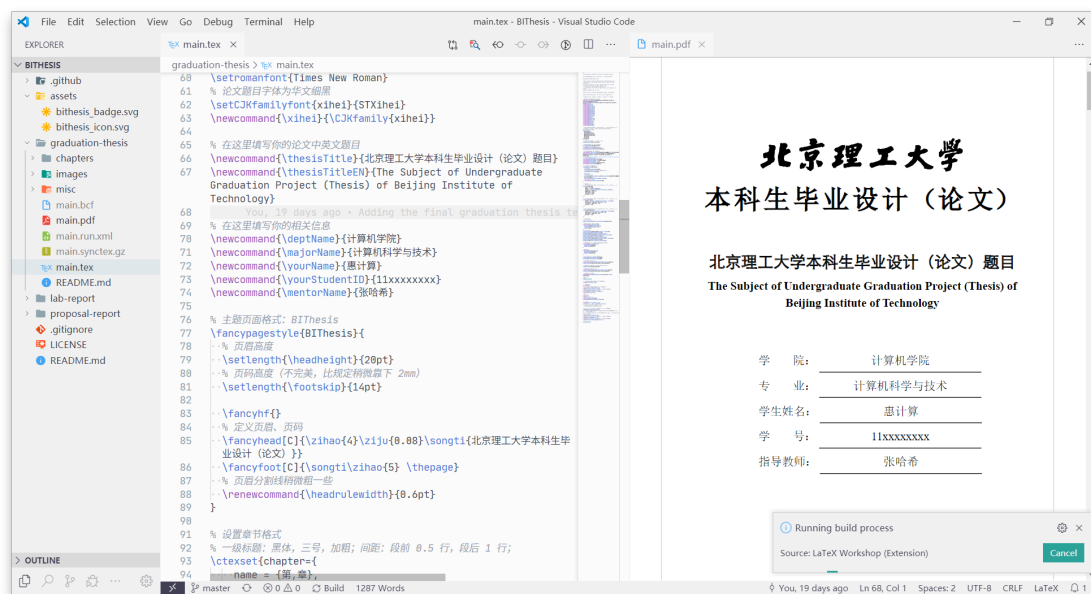 File Edit Selection View Go Debug Terminal Help
main.tex - BIThesis - Visual Studio Code
EXPLORER
BITHESIS
.github
assets
bithesis_badge.svg
bithesis_icon.svg
graduation-thesis
chapters
images
misc
main.bcf
main.pdf
main.run.xml
main.synctex.gz
main.tex
README.md
lab-report
proposal-report
.gitignore
LICENSE
README.md
OUTLINE
main.tex
graduation-thesis > main.tex
60 \setromanfont{Times New Roman}
61 % 论文题目字体为华文细黑
62 \setCJKfamilyfont{xihei}{STXihei}
63 \newcommand{\xihei}{\CJKfamily{xihei}}
64
65 % 在这里填写你的论文中英文题目
66 \newcommand{\thesisTitle}{北京理工大学本科生毕业设计（论文）题目}
67 \newcommand{\thesisTitleEN}{The Subject of Undergraduate
Graduation Project (Thesis) of Beijing Institute of
Technology}
68 You, 19 days ago • Adding the final graduation thesis te
69 % 在这里填写你的相关信息
70 \newcommand{\deptName}{计算机学院}
71 \newcommand{\majorName}{计算机科学与技术}
72 \newcommand{\yourName}{惠计算}
73 \newcommand{\yourStudentID}{11xxxxxxxx}
74 \newcommand{\mentorName}{张哈希}
75
76 % 主题页面格式：BIThesis
77 \fancypagestyle{BIThesis}{
78 % 页眉高度
79 \setlength{\headheight}{20pt}
80 % 页码高度（不完美，比规定稍微靠下 2mm）
81 \setlength{\footskip}{14pt}
82
83 \fancyhf{}
84 % 定义页眉、页码
85 \fancyhead[C]{\zihao{4}\ziju{0.08}\songti{北京理工大学本科生毕
业设计（论文）}}
86 \fancyfoot[C]{\songti\zihao{5} \thepage}
87 % 页眉分割线稍微粗一些
88 \renewcommand{\headrulewidth}{0.6pt}
89 }
90
91 % 设置章节格式
92 % 一级标题：黑体，三号，加粗；间距：段前 0.5 行，段后 1 行；
93 \ctexset{chapter={
94 name = {第,章},
main.pdf
北京理工大學
本科生毕业设计（论文）
北京理工大学本科生毕业设计（论文）题目
The Subject of Undergraduate Graduation Project (Thesis) of
Beijing Institute of Technology
学 院： 计算机学院
专 业： 计算机科学与技术
学生姓名： 惠计算
学 号： 11xxxxxxxx
指导教师： 张哈希
Running build process
Source: LaTeX Workshop (Extension)
Cancel
master 0 0 Build 1287 Words
You, 19 days ago Ln 68, Col 1 Spaces: 2 UTF-8 CRLF LaTeX 1